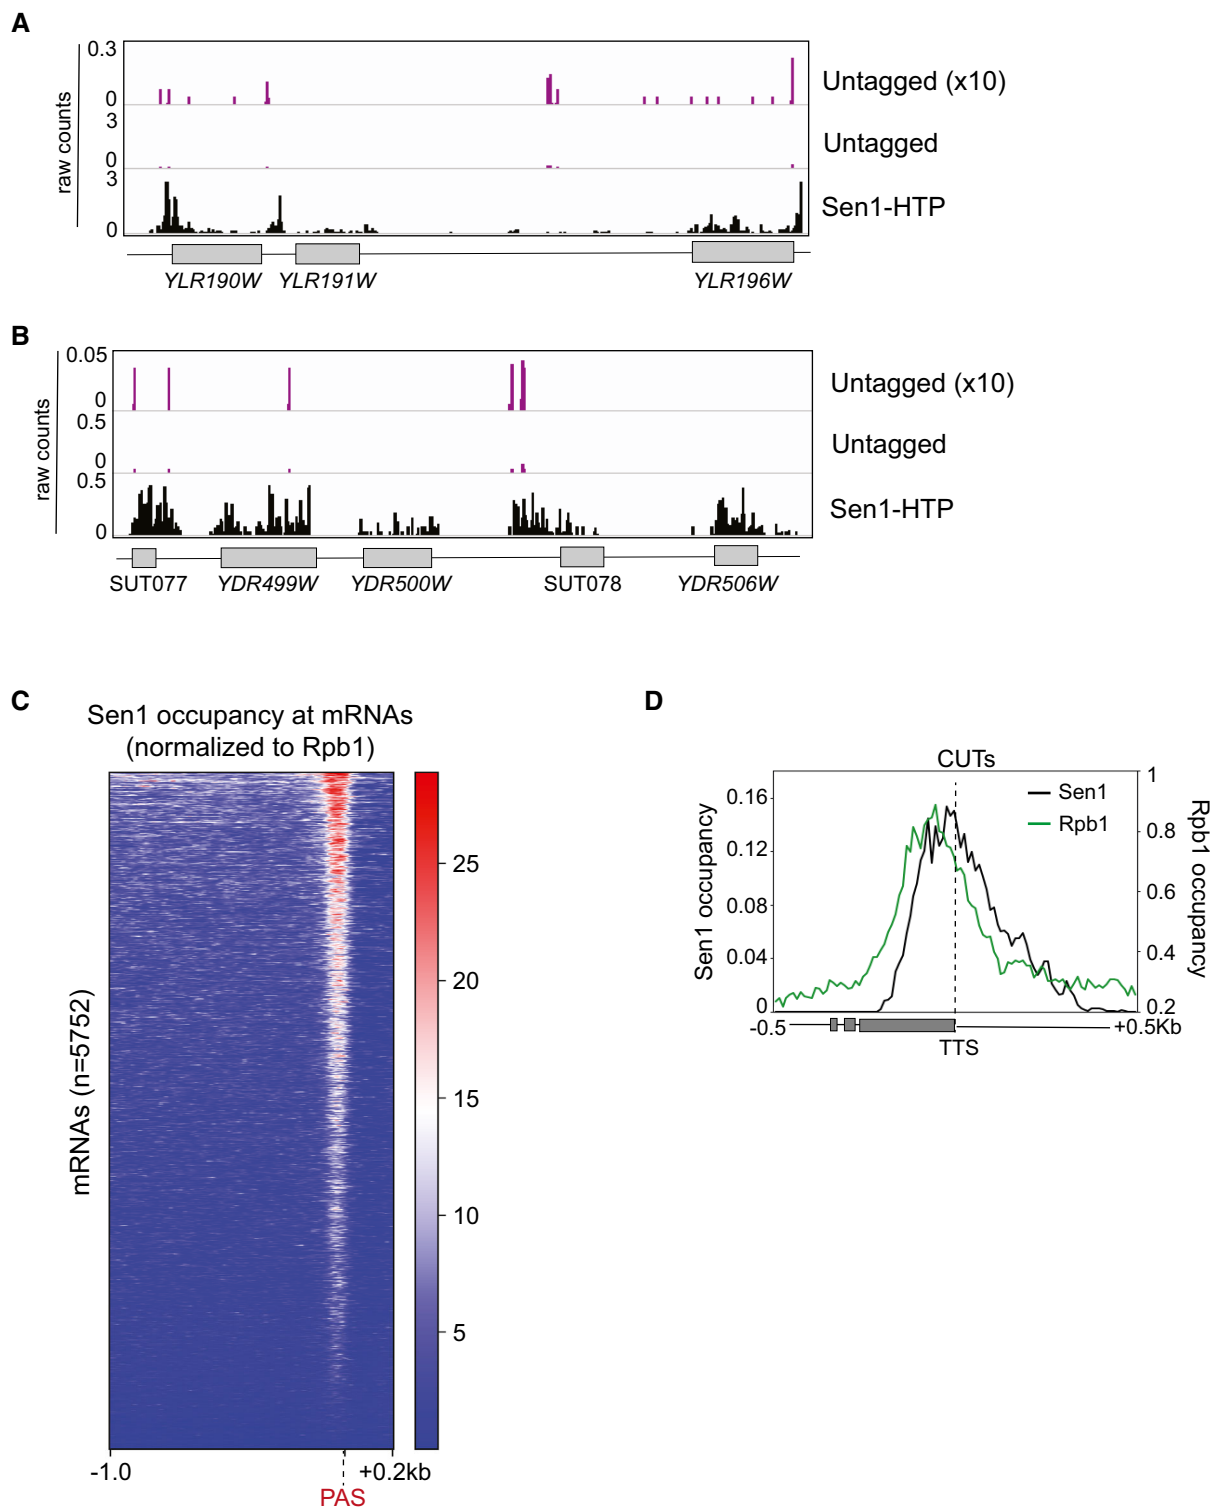 A
raw counts
0.3
0
Untagged (x10)
3
0
Untagged
3
0
Sen1-HTP
YLR190W YLR191W YLR196W
B
raw counts
0.05
0
Untagged (x10)
0.5
0
Untagged
0.5
0
Sen1-HTP
SUT077 YDR499W YDR500W SUT078 YDR506W
C
Sen1 occupancy at mRNAs
(normalized to Rpb1)
mRNAs (n=5752)
25
20
15
10
5
-1.0 +0.2kb
PAS
D
CUTs
Sen1 occupancy
0.16
0.12
0.08
0.04
0
Sen1
Rpb1
1
0.8
0.6
0.4
0.2
Rpb1 occupancy
-0.5 +0.5Kb
TTS